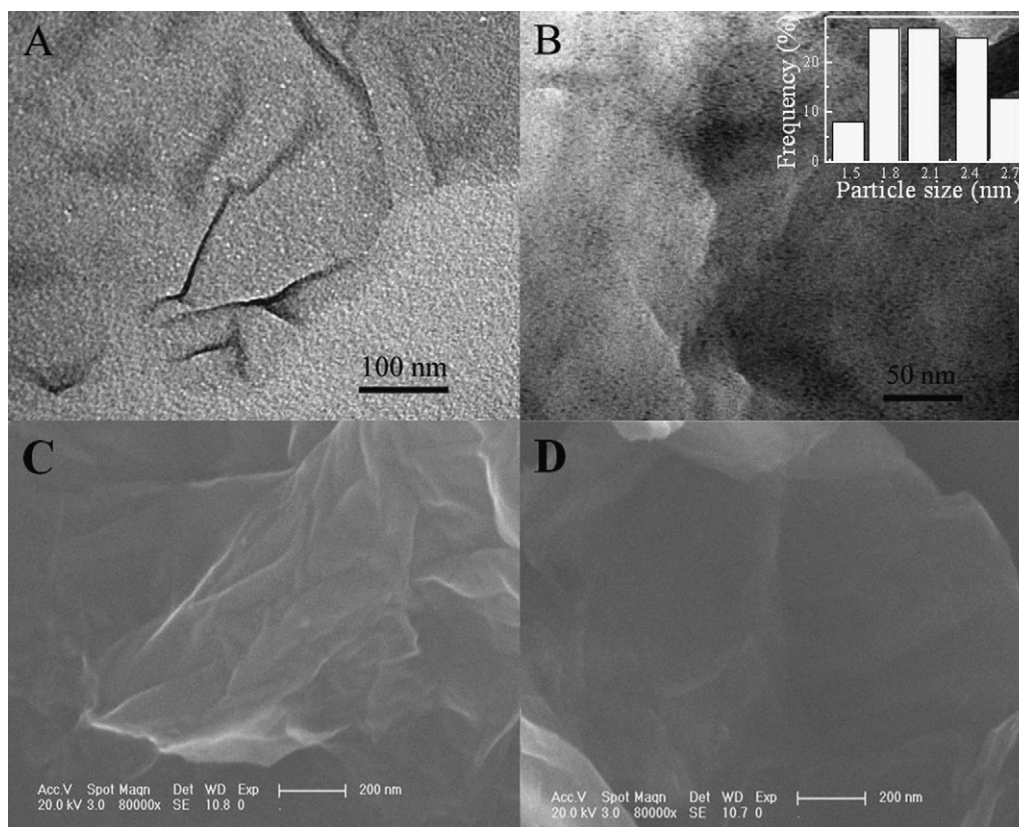 A
100 nm
B
Frequency (%)
20
10
0
1.5 1.8 2.1 2.4 2.7
Particle size (nm)
50 nm
C
Acc.V Spot Magn Det WD Exp
20.0 kV 3.0 80000x SE 10.8 0
200 nm
D
Acc.V Spot Magn Det WD Exp
20.0 kV 3.0 80000x SE 10.7 0
200 nm